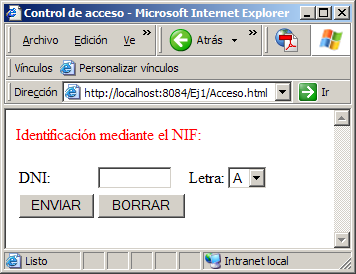 Control de acceso - Microsoft Internet Explorer
Archivo Edición Ve » Atrás »
Vínculos Personalizar vínculos
Dirección http://localhost:8084/Ej1/Acceso.html Ir
Identificación mediante el NIF:
DNI: Letra: A
ENVIAR BORRAR
Listo Intranet local